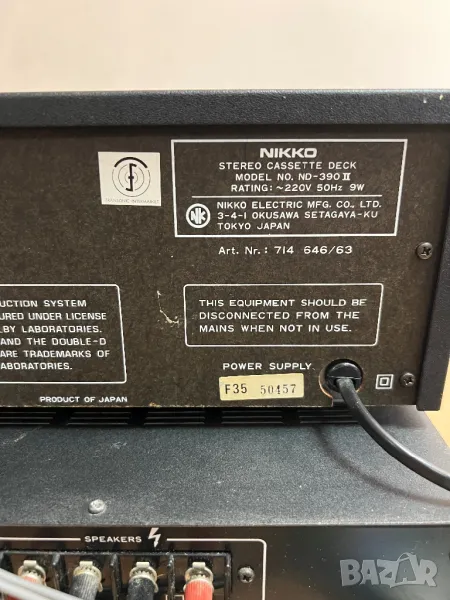 NIKKO
STEREO CASSETTE DECK
MODEL NO. ND-390 II
RATING: ~220V 50Hz 9W
NK
NIKKO ELECTRIC MFG. CO., LTD.
3-4-1 OKUSAWA SETAGAYA-KU
TOKYO JAPAN
Art. Nr.: 714 646/63
UCTION SYSTEM
URED UNDER LICENSE
LBY LABORATORIES.
AND THE DOUBLE-D
ARE TRADEMARKS OF
ABORATORIES.
THIS EQUIPMENT SHOULD BE
DISCONNECTED FROM THE
MAINS WHEN NOT IN USE.
POWER SUPPLY
F35 50457
PRODUCT OF JAPAN
SPEAKERS
BAZAR